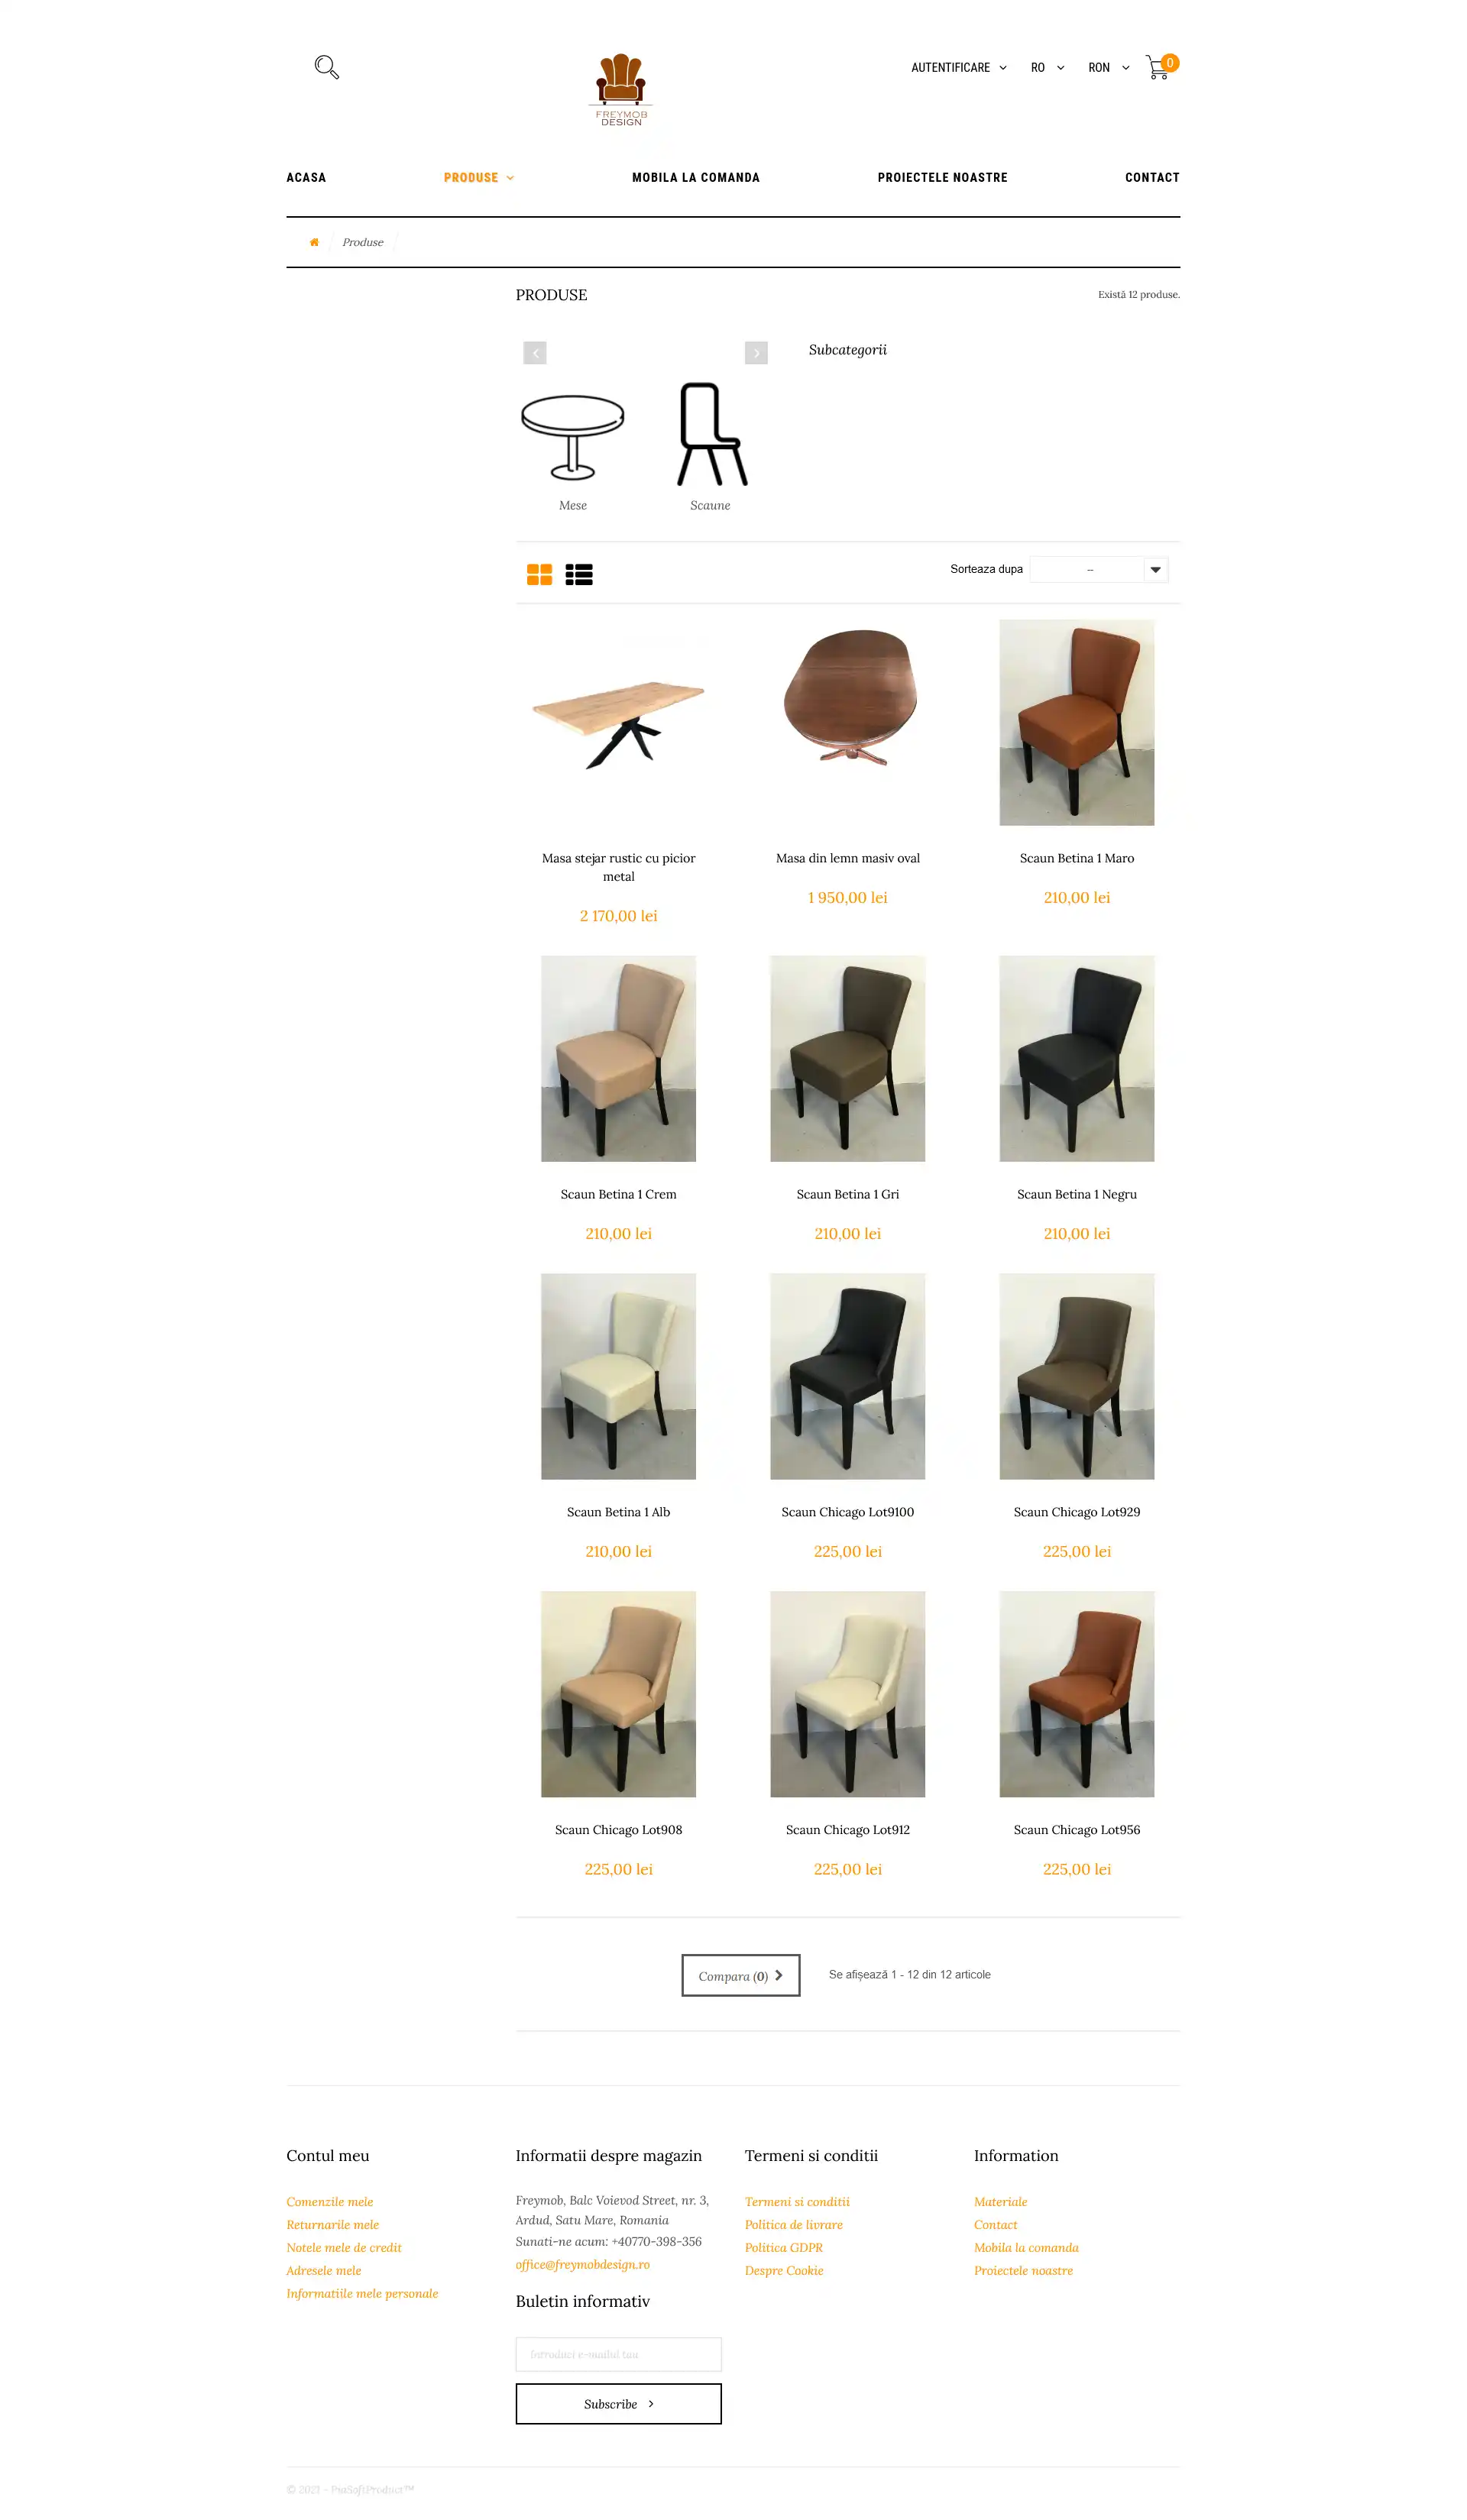 FREYMOB
DESIGN
AUTENTIFICARE RO RON 0
ACASA PRODUSE MOBILA LA COMANDA PROIECTELE NOASTRE CONTACT
Produse
PRODUSE Există 12 produse.
Subcategorii
Mese Scaune
Sorteaza dupa --
Masa stejar rustic cu picior
metal
2 170,00 lei
Masa din lemn masiv oval
1 950,00 lei
Scaun Betina 1 Maro
210,00 lei
Scaun Betina 1 Crem
210,00 lei
Scaun Betina 1 Gri
210,00 lei
Scaun Betina 1 Negru
210,00 lei
Scaun Betina 1 Alb
210,00 lei
Scaun Chicago Lot9100
225,00 lei
Scaun Chicago Lot929
225,00 lei
Scaun Chicago Lot908
225,00 lei
Scaun Chicago Lot912
225,00 lei
Scaun Chicago Lot956
225,00 lei
Compara (0)
Se afișează 1 - 12 din 12 articole
Contul meu
Comenzile mele
Returnarile mele
Notele mele de credit
Adresele mele
Informatiile mele personale
Informatii despre magazin
Freymob, Balc Voievod Street, nr. 3,
Ardud, Satu Mare, Romania
Sunati-ne acum: +40770-398-356
office@freymobdesign.ro
Buletin informativ
Introduci e-mailul tau
Subscribe
Termeni si conditii
Termeni si conditii
Politica de livrare
Politica GDPR
Despre Cookie
Information
Materiale
Contact
Mobila la comanda
Proiectele noastre
© 2021 - PiaSoftProduct™